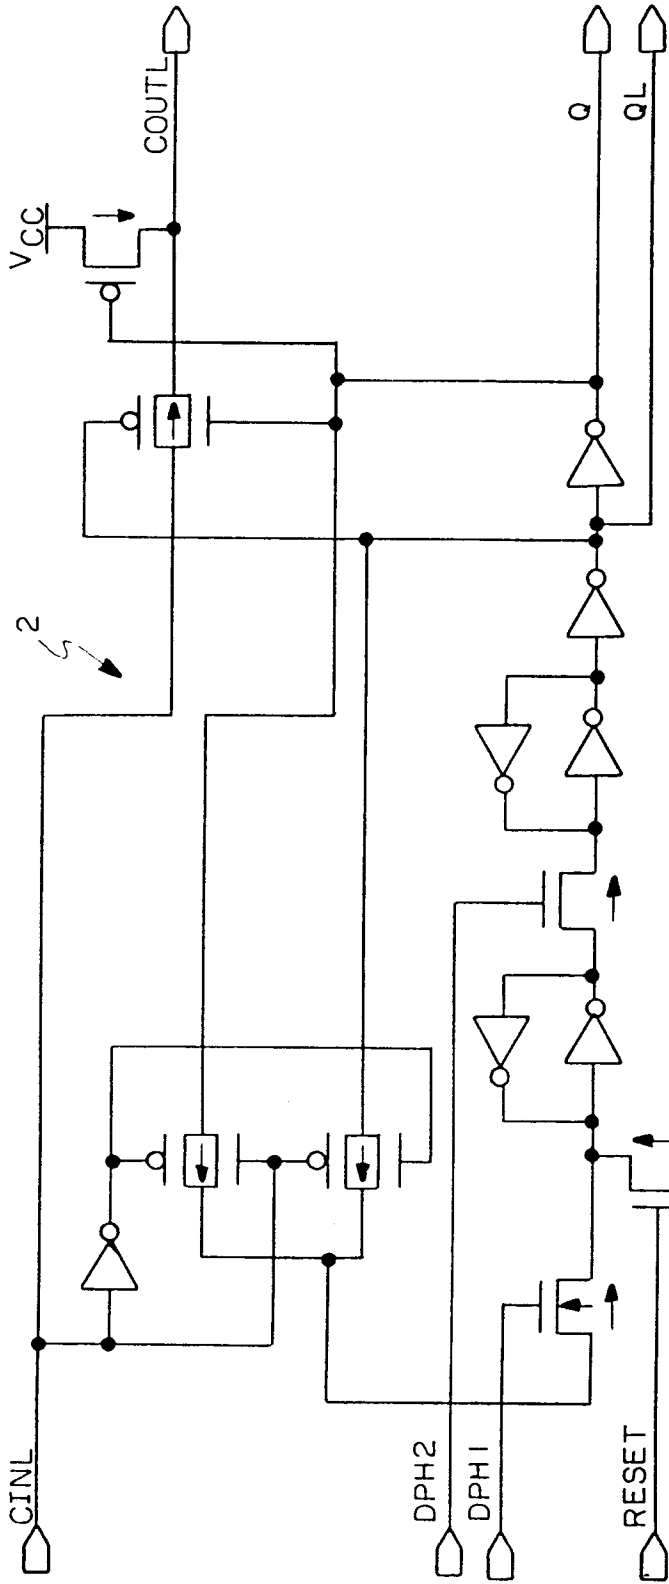 CINL
DPH2
DPH1
RESET
2
VCC
COUTL
Q
QL